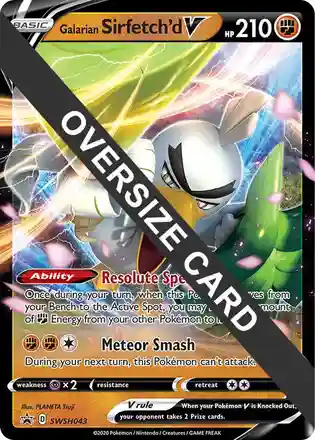 BASIC
Galarian Sirfetch'd V HP 210
OVERSIZE CARD
Ability Resolute Spe
Once during your turn, when this Po es from
your Bench to the Active Spot, you may mount
of Energy from your other Pokémon to
Meteor Smash
During your next turn, this Pokémon can't attack.
weakness ×2 resistance retreat
Illus. PLANETA Tsuji
V rule When your Pokémon V is Knocked Out,
your opponent takes 2 Prize cards.
D SWSH043
©2020 Pokémon / Nintendo / Creatures / GAME FREAK